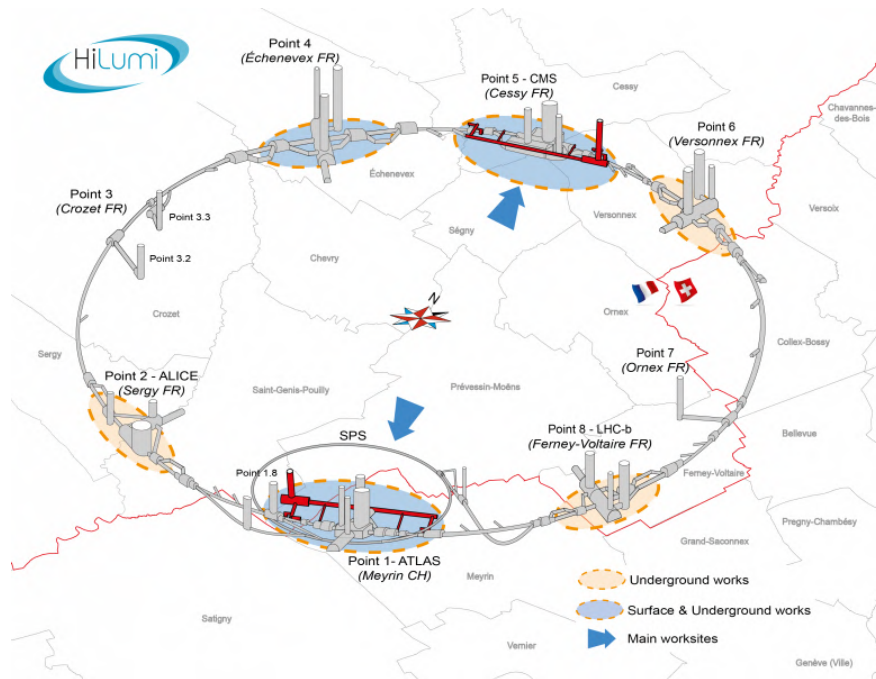 HiLumi
Point 4
(Échenevex FR)
Point 5 - CMS
(Cessy FR)
Cessy
Chavannes-
des-Bois
Point 6
(Versonnex FR)
Échenevex
Point 3
(Crozet FR)
Point 3.3
Versonnex
Versoix
Ségny
Point 3.2
Chevry
N
Crozet
Ornex
Collex-Bossy
Sergy
Point 7
(Ornex FR)
Point 2 - ALICE
(Sergy FR)
Saint-Genis-Pouilly
Prévessin-Moëns
Point 8 - LHC-b
(Ferney-Voltaire FR)
SPS
Bellevue
Point 1.8
Ferney-Voltaire
Pregny-Chambésy
Grand-Saconnex
Point 1- ATLAS
(Meyrin CH)
Meyrin
Underground works
Surface & Underground works
Satigny
Main worksites
Vernier
Genève (Ville)